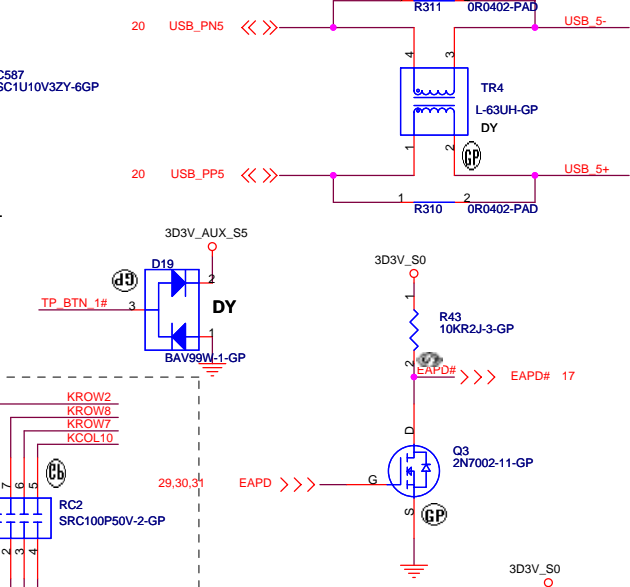 R311 0R0402-PAD
20 USB_PN5 USB_5-
4 3
C587
SC1U10V3ZY-6GP
TR4
L-63UH-GP
DY
1 2 GP
20 USB_PP5 USB_5+
1 2
R310 0R0402-PAD
3D3V_AUX_S5
D19
GP
2
TP_BTN_1# 3
DY
1
BAV99W-1-GP
3D3V_S0
1
R43
10KR2J-3-GP
2
EAPD# EAPD# 17
KROW2
KROW8
KROW7
KCOL10
D
Q3
2N7002-11-GP
29,30,31 EAPD G
S
GP
GP
7 6 5
RC2
SRC100P50V-2-GP
2 3 4
3D3V_S0